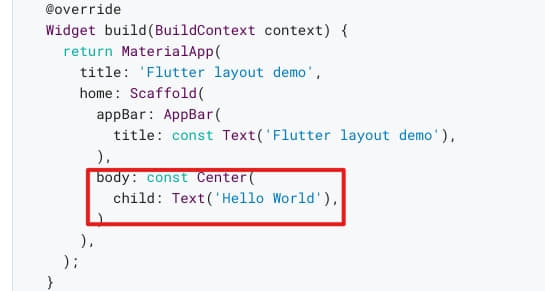 @override
Widget build(BuildContext context) {
return MaterialApp(
title: 'Flutter layout demo',
home: Scaffold(
appBar: AppBar(
title: const Text('Flutter layout demo'),
),
body: const Center(
child: Text('Hello World'),
)
),
);
}